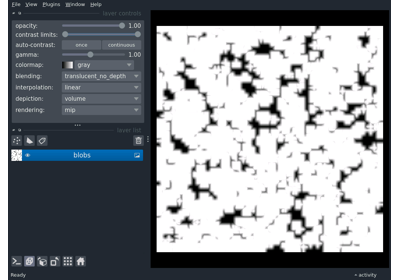 File View Plugins Window Help
layer controls
opacity: 1.00
contrast limits:
auto-contrast: once continuous
gamma: 1.00
colormap: gray
blending: translucent_no_depth
interpolation: linear
depiction: volume
rendering: mip
layer list
blobs
Ready activity